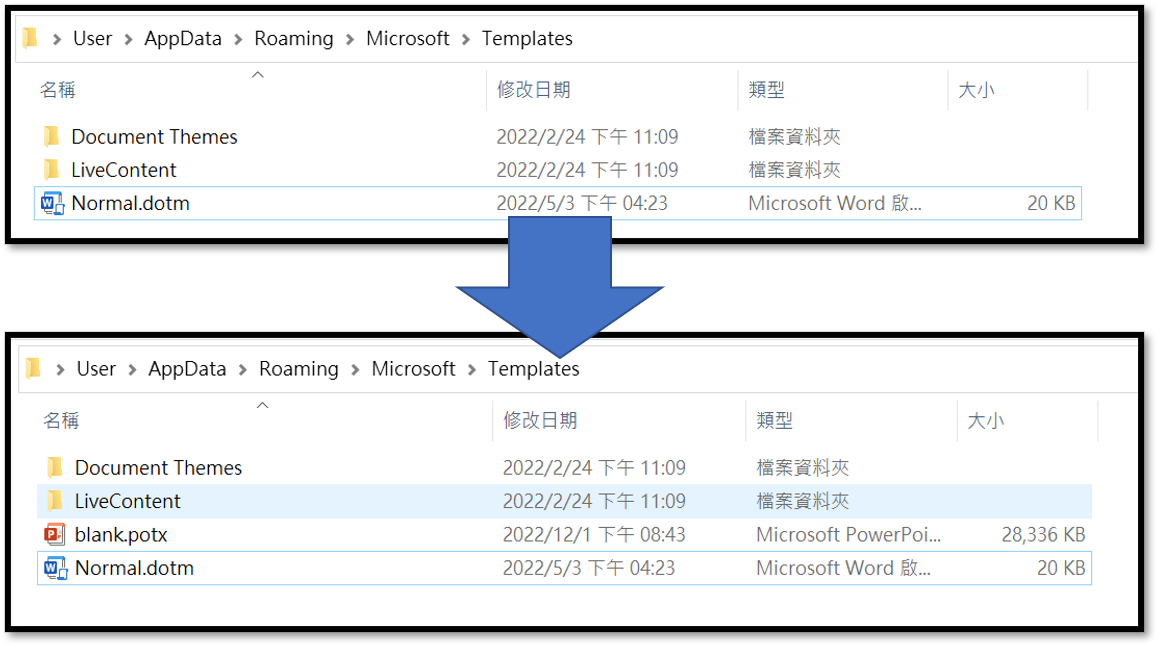 User > AppData > Roaming > Microsoft > Templates
名稱 修改日期 類型 大小
Document Themes 2022/2/24 下午 11:09 檔案資料夾
LiveContent 2022/2/24 下午 11:09 檔案資料夾
Normal.dotm 2022/5/3 下午 04:23 Microsoft Word 啟... 20 KB
User > AppData > Roaming > Microsoft > Templates
名稱 修改日期 類型 大小
Document Themes 2022/2/24 下午 11:09 檔案資料夾
LiveContent 2022/2/24 下午 11:09 檔案資料夾
blank.potx 2022/12/1 下午 08:43 Microsoft PowerPoi... 28,336 KB
Normal.dotm 2022/5/3 下午 04:23 Microsoft Word 啟... 20 KB